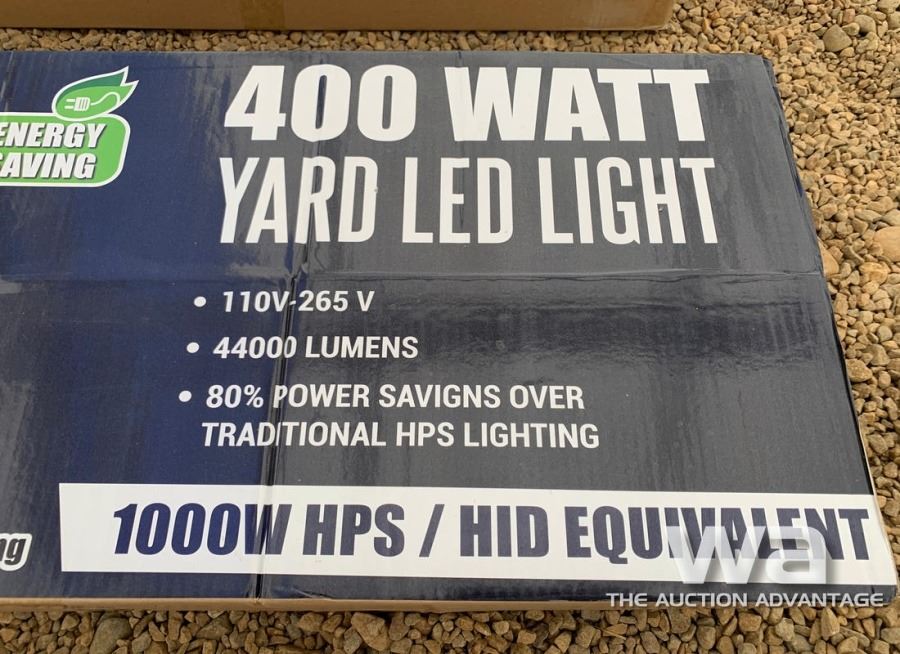 400 WATT
YARD LED LIGHT
ENERGY
SAVING
• 110V-265 V
• 44000 LUMENS
• 80% POWER SAVIGNS OVER
TRADITIONAL HPS LIGHTING
1000W HPS / HID EQUIVALENT
wa
THE AUCTION ADVANTAGE